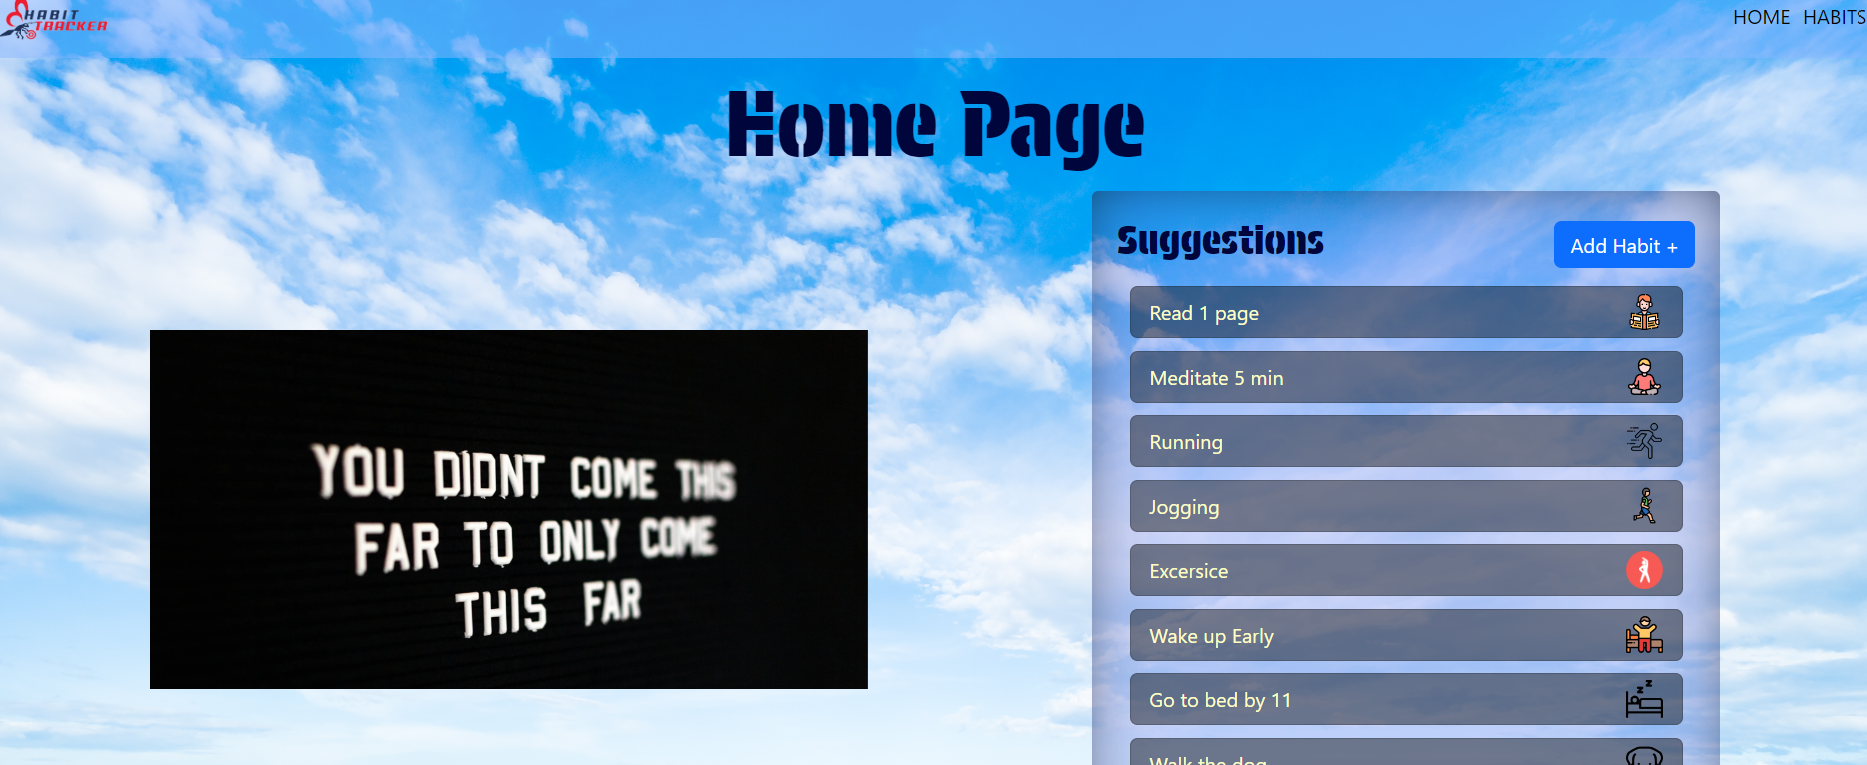 HABIT
TRACKER
HOME HABITS
Home Page
Suggestions
Add Habit +
Read 1 page
Meditate 5 min
Running
Jogging
Excersice
Wake up Early
Go to bed by 11
Walk the dog
YOU DIDNT COME THIS
FAR TO ONLY COME
THIS FAR